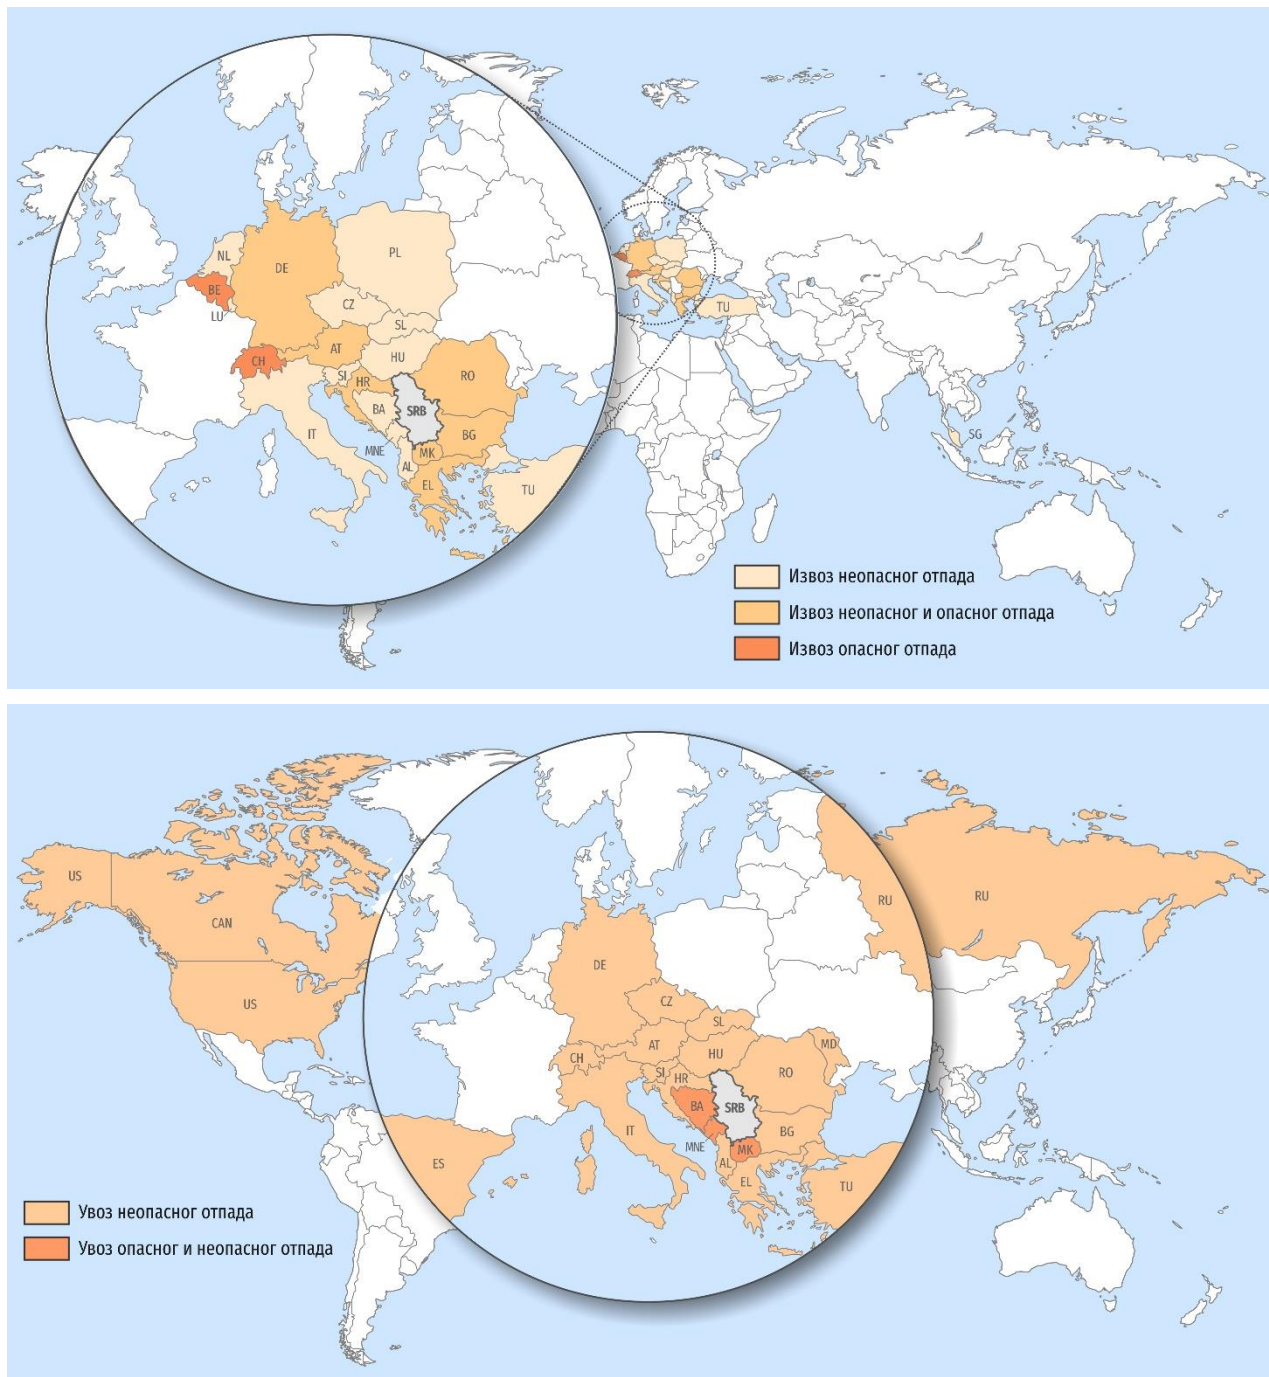 NL
DE
PL
BE
LU
CZ
SL
CH
AT
HU
SI
HR
RO
BA
SRB
IT
MNE
BG
MK
AL
EL
TU
TU
SG
Извоз неопасног отпада
Извоз неопасног и опасног отпада
Извоз опасног отпада
US
CAN
US
RU
RU
DE
CZ
SL
MD
CH
AT
HU
SI
HR
RO
BA
SRB
IT
MNE
BG
MK
ES
AL
EL
TU
Увоз неопасног отпада
Увоз опасног и неопасног отпада